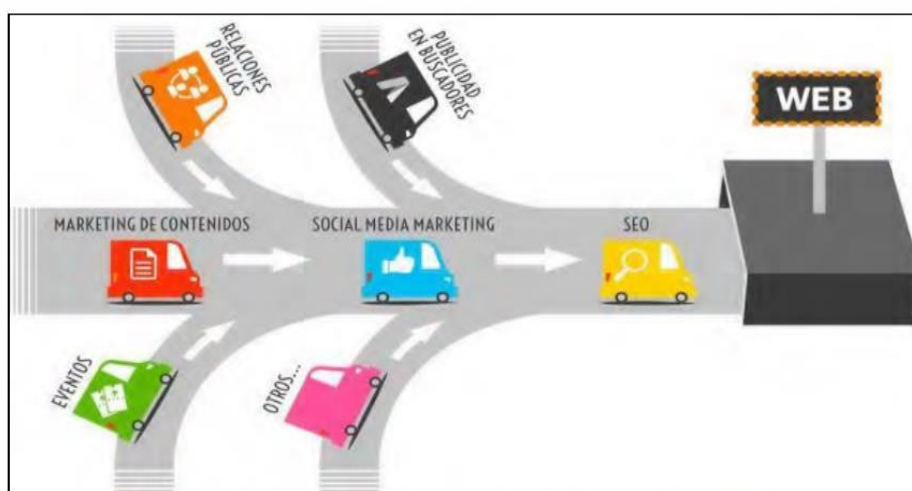 RELACIONES
PÚBLICAS
PUBLICIDAD
EN BUSCADORES
WEB
MARKETING DE CONTENIDOS
SOCIAL MEDIA MARKETING
SEO
EVENTOS
OTROS...